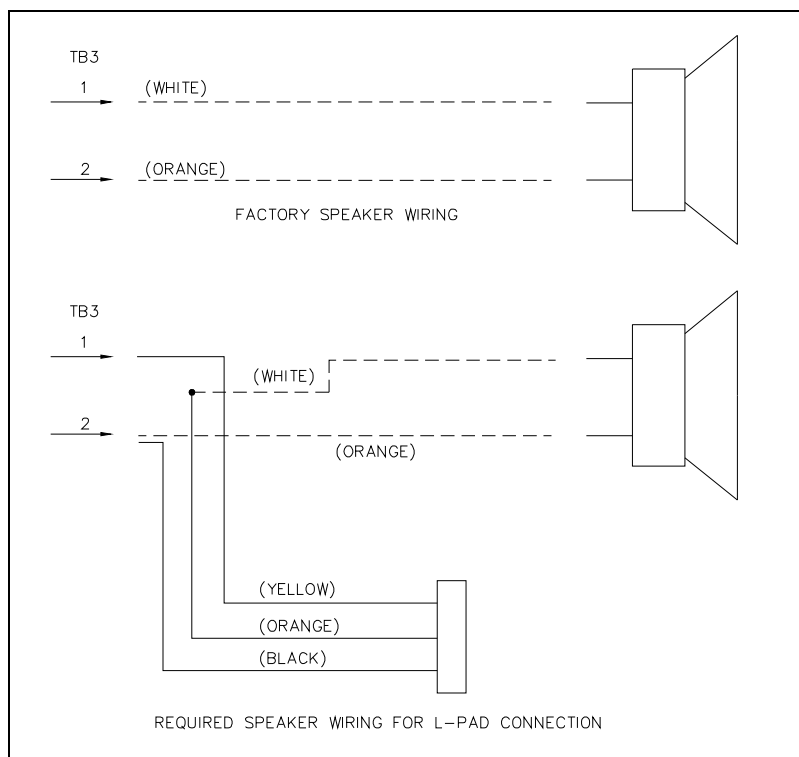 TB3
1
(WHITE)
2
(ORANGE)
FACTORY SPEAKER WIRING
TB3
1
(WHITE)
2
(ORANGE)
(YELLOW)
(ORANGE)
(BLACK)
REQUIRED SPEAKER WIRING FOR L-PAD CONNECTION